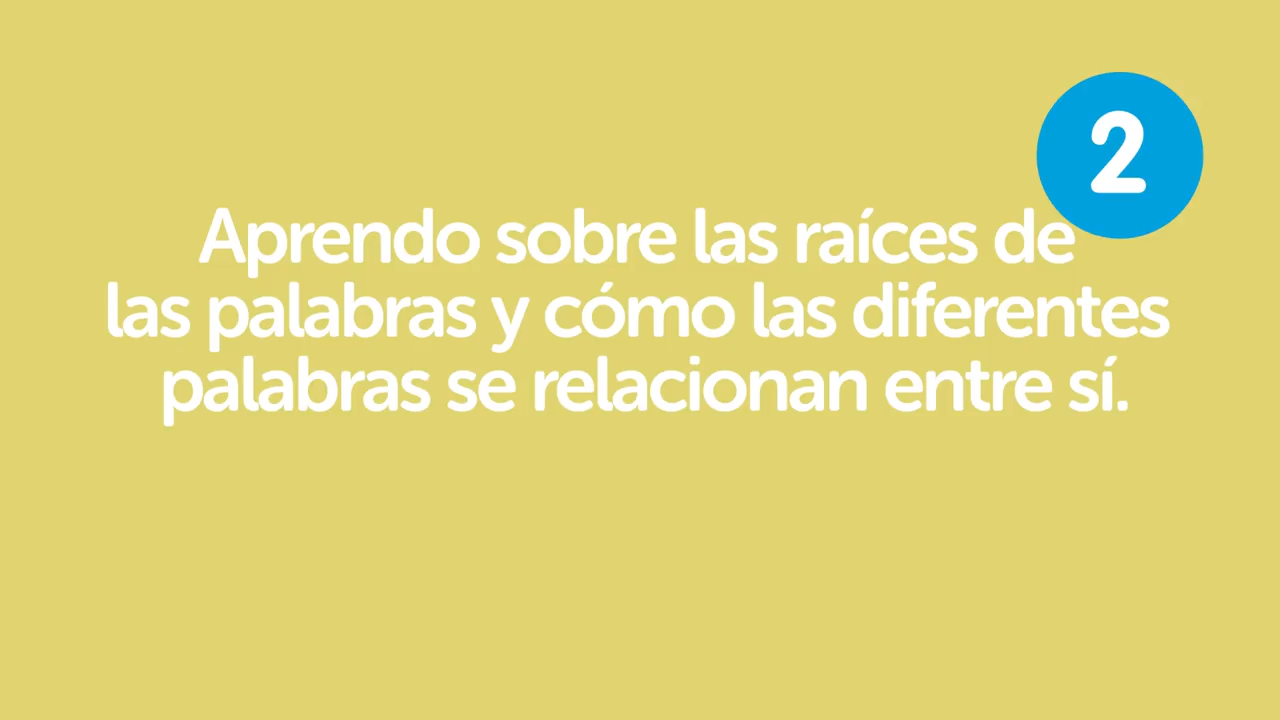 2
Aprendo sobre las raíces de
las palabras y cómo las diferentes
palabras se relacionan entre sí.